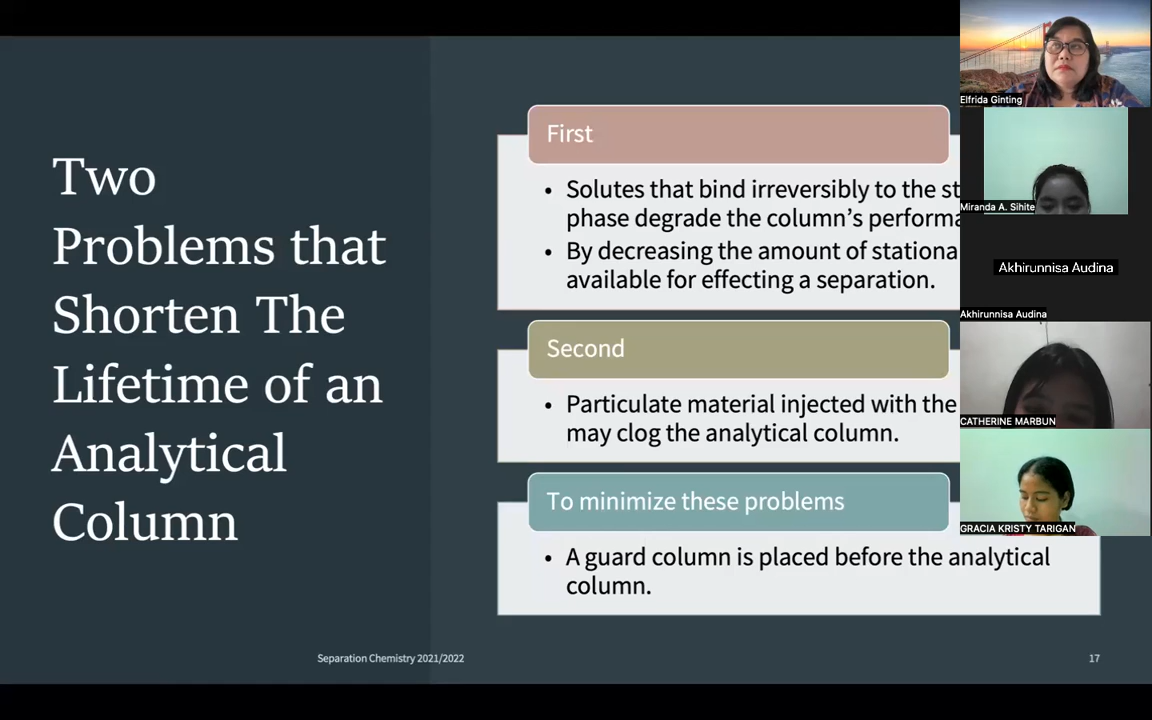 Two
Problems that
Shorten The
Lifetime of an
Analytical
Column
First
• Solutes that bind irreversibly to the
phase degrade the column's
• By decreasing the amount of
available for effecting a separation.
Second
• Particulate material injected with the
may clog the analytical column.
To minimize these problems
• A guard column is placed before the analytical
column.
Separation Chemistry 2021/2022
17
Elfrida Ginting
Miranda A. Sihite
Akhirunnisa Audina
Akhirunnisa Audina
CATHERINE MARBUN
GRACIA KRISTY TARIGAN